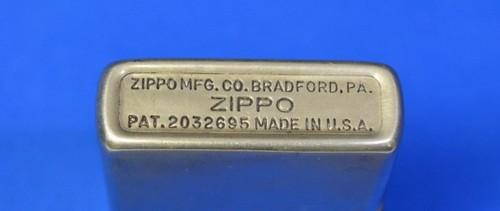 ZIPPO MFG. CO. BRADFORD, PA.
ZIPPO
PAT. 2032695 MADE IN U.S.A.